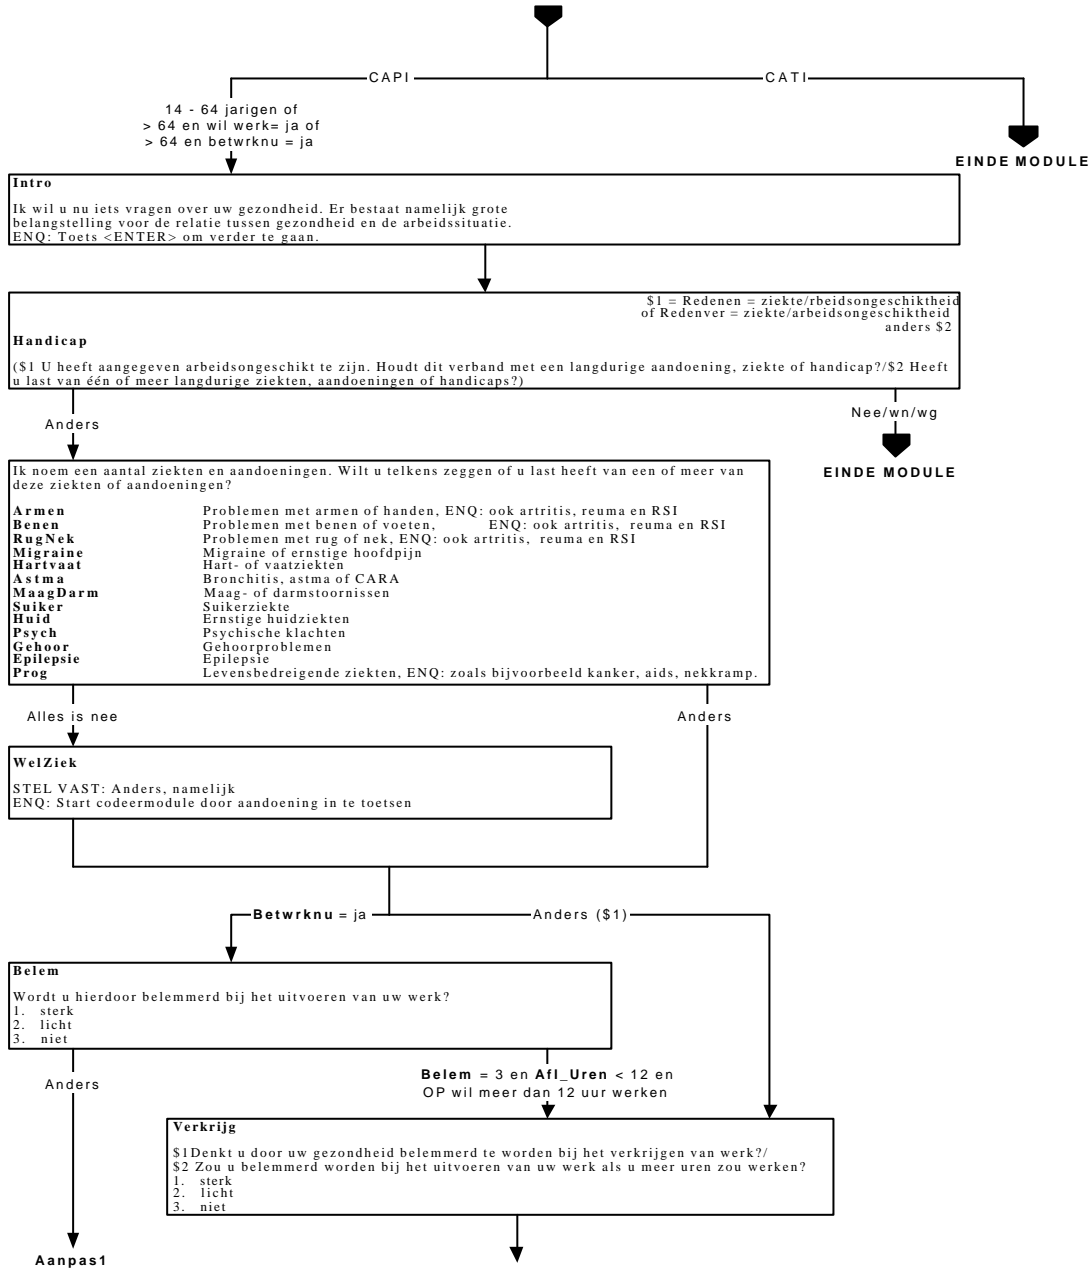 CAPI
CATI
14 - 64 jarigen of
> 64 en wil werk= ja of
> 64 en betwrknu = ja
EINDE MODULE
Intro
Ik wil u nu iets vragen over uw gezondheid. Er bestaat namelijk grote
belangstelling voor de relatie tussen gezondheid en de arbeidssituatie.
ENQ: Toets <ENTER> om verder te gaan.
$1 = Redenen = ziekte/rbeidsongeschiktheid
of Redenver = ziekte/arbeidsongeschiktheid
anders $2
Handicap
($1 U heeft aangegeven arbeidsongeschikt te zijn. Houdt dit verband met een langdurige aandoening, ziekte of handicap?/$2 Heeft
u last van één of meer langdurige ziekten, aandoeningen of handicaps?)
Anders
Nee/wn/wg
EINDE MODULE
Ik noem een aantal ziekten en aandoeningen. Wilt u telkens zeggen of u last heeft van een of meer van
deze ziekten of aandoeningen?
Armen Problemen met armen of handen, ENQ: ook artritis, reuma en RSI
Benen Problemen met benen of voeten, ENQ: ook artritis, reuma en RSI
RugNek Problemen met rug of nek, ENQ: ook artritis, reuma en RSI
Migraine Migraine of ernstige hoofdpijn
Hartvaat Hart- of vaatziekten
Astma Bronchitis, astma of CARA
MaagDarm Maag- of darmstoornissen
Suiker Suikerziekte
Huid Ernstige huidziekten
Psych Psychische klachten
Gehoor Gehoorproblemen
Epilepsie Epilepsie
Prog Levensbedreigende ziekten, ENQ: zoals bijvoorbeeld kanker, aids, nekkramp.
Alles is nee
Anders
WelZiek
STEL VAST: Anders, namelijk
ENQ: Start codeermodule door aandoening in te toetsen
Betwrknu = ja
Anders ($1)
Belem
Wordt u hierdoor belemmerd bij het uitvoeren van uw werk?
1. sterk
2. licht
3. niet
Anders
Belem = 3 en Afl_Uren < 12 en
OP wil meer dan 12 uur werken
Verkrijg
$1Denkt u door uw gezondheid belemmerd te worden bij het verkrijgen van werk?/
$2 Zou u belemmerd worden bij het uitvoeren van uw werk als u meer uren zou werken?
1. sterk
2. licht
3. niet
Aanpas1